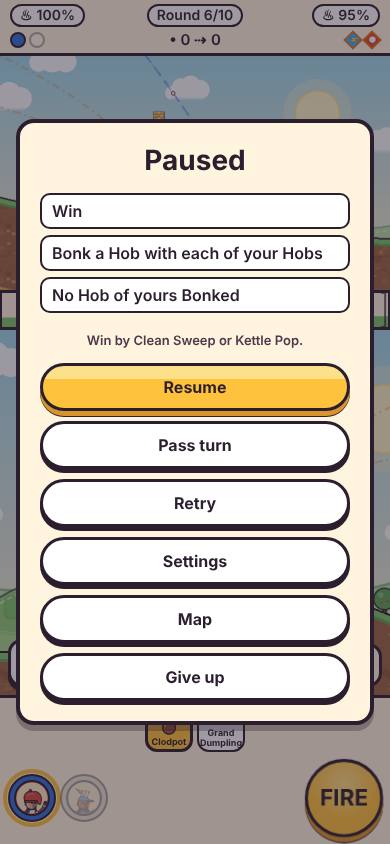 ♨ 100%
Round 6/10
♨ 95%
• 0 ⇢ 0
Paused
Win
Bonk a Hob with each of your Hobs
No Hob of yours Bonked
Win by Clean Sweep or Kettle Pop.
Resume
Pass turn
Retry
Settings
Map
Give up
Clodpot
Grand
Dumpling
FIRE